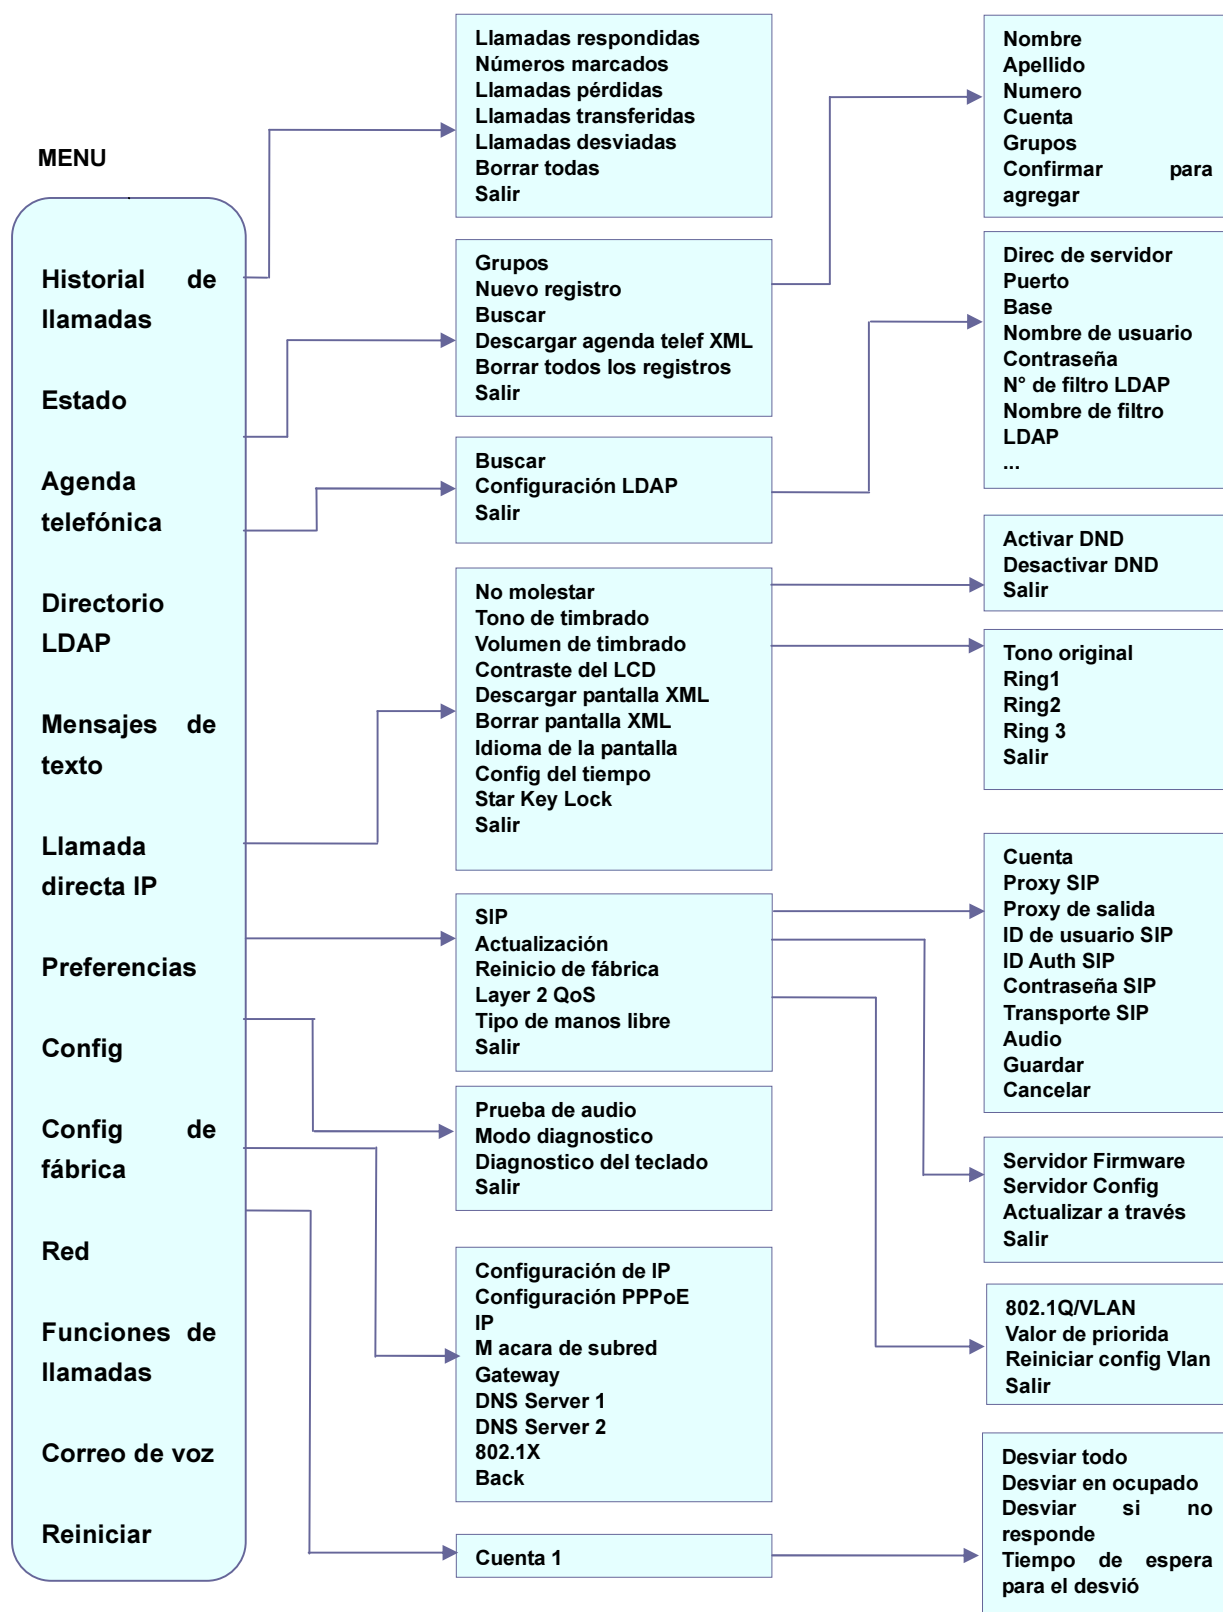 MENU
Historial de
llamadas
Estado
Agenda
telefónica
Directorio
LDAP
Mensajes de
texto
Llamada
directa IP
Preferencias
Config
Config de
fábrica
Red
Funciones de
llamadas
Correo de voz
Reiniciar
Llamadas respondidas
Números marcados
Llamadas pérdidas
Llamadas transferidas
Llamadas desviadas
Borrar todas
Salir
Grupos
Nuevo registro
Buscar
Descargar agenda telef XML
Borrar todos los registros
Salir
Buscar
Configuración LDAP
Salir
No molestar
Tono de timbrado
Volumen de timbrado
Contraste del LCD
Descargar pantalla XML
Borrar pantalla XML
Idioma de la pantalla
Config del tiempo
Star Key Lock
Salir
SIP
Actualización
Reinicio de fábrica
Layer 2 QoS
Tipo de manos libre
Salir
Prueba de audio
Modo diagnostico
Diagnostico del teclado
Salir
Configuración de IP
Configuración PPPoE
IP
M acara de subred
Gateway
DNS Server 1
DNS Server 2
802.1X
Back
Cuenta 1
Nombre
Apellido
Numero
Cuenta
Grupos
Confirmar para
agregar
Direc de servidor
Puerto
Base
Nombre de usuario
Contraseña
N° de filtro LDAP
Nombre de filtro
LDAP
...
Activar DND
Desactivar DND
Salir
Tono original
Ring1
Ring2
Ring 3
Salir
Cuenta
Proxy SIP
Proxy de salida
ID de usuario SIP
ID Auth SIP
Contraseña SIP
Transporte SIP
Audio
Guardar
Cancelar
Servidor Firmware
Servidor Config
Actualizar a través
Salir
802.1Q/VLAN
Valor de priorida
Reiniciar config Vlan
Salir
Desviar todo
Desviar en ocupado
Desviar si no
responde
Tiempo de espera
para el desvió